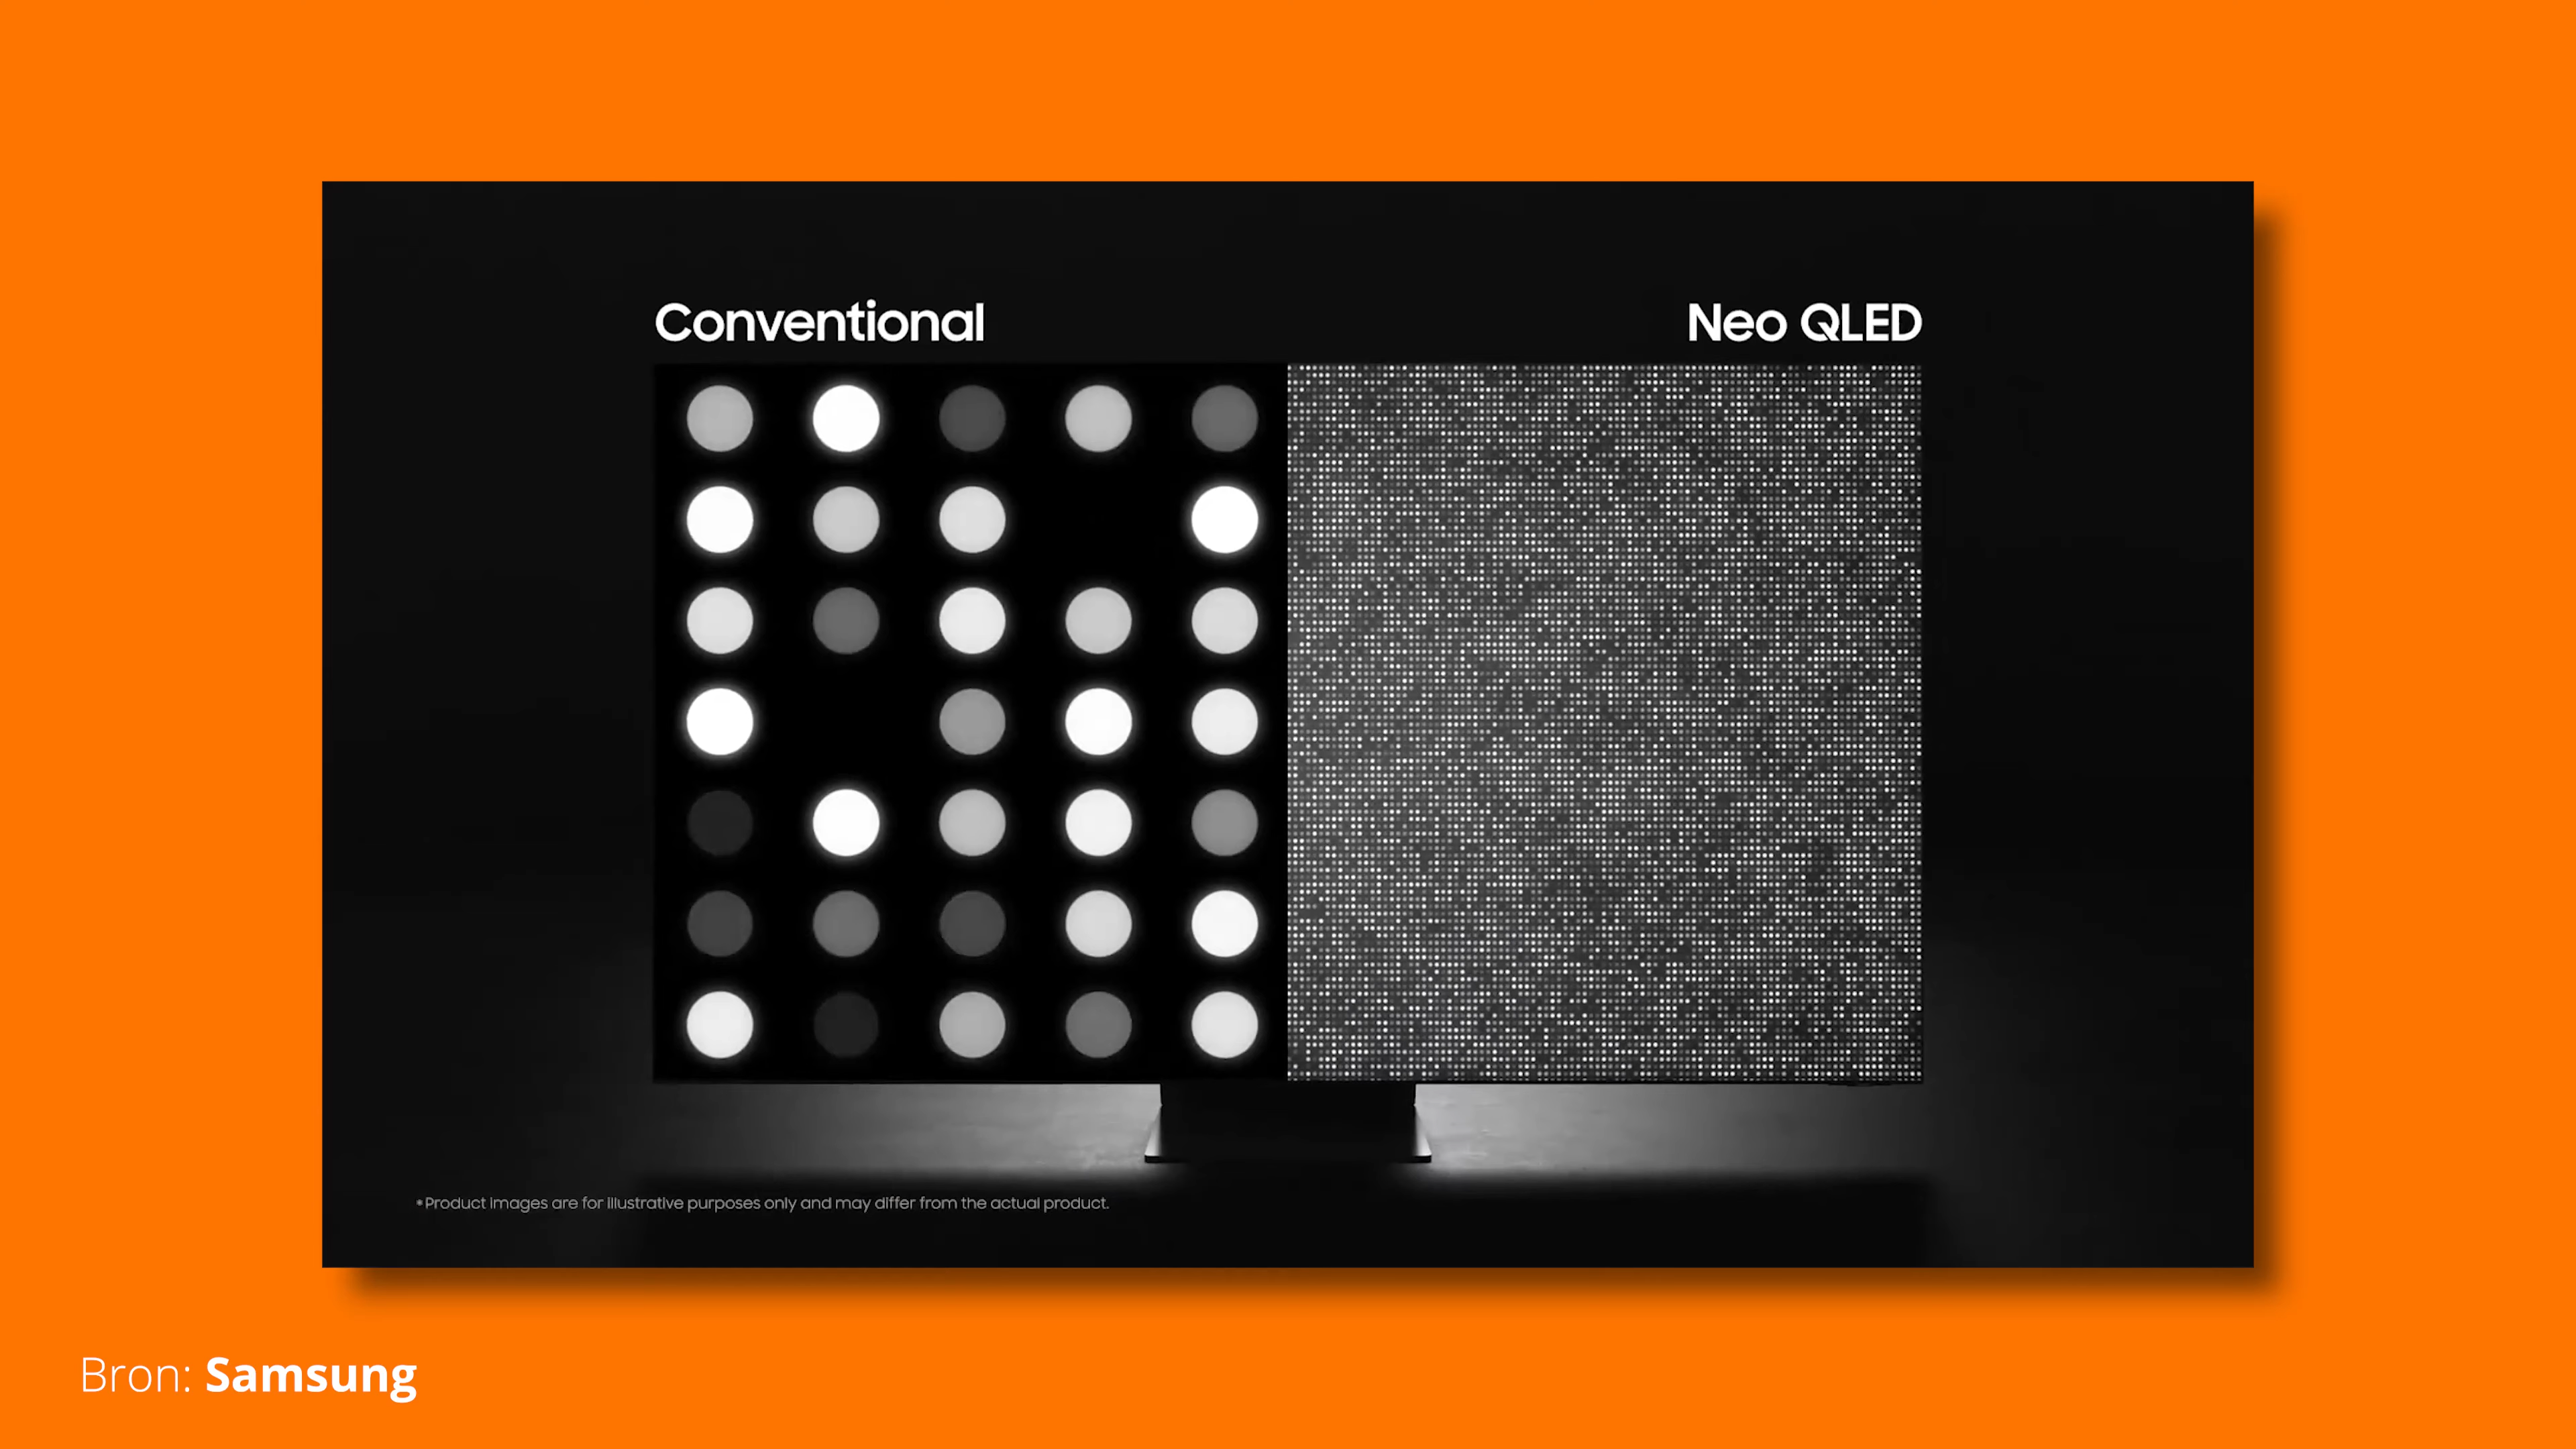 Conventional
Neo QLED
*Product images are for illustrative purposes only and may differ from the actual product.
Bron: Samsung